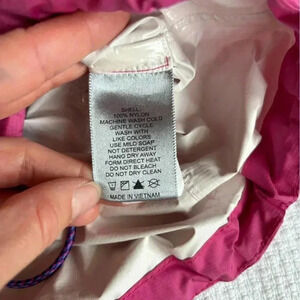 SHELL:
100% NYLON
MACHINE WASH COLD
GENTLE CYCLE
WASH WITH
LIKE COLORS
USE MILD SOAP
NOT DETERGENT
HANG DRY AWAY
FORM DIRECT HEAT
DO NOT BLEACH
DO NOT DRY CLEAN
MADE IN VIETNAM